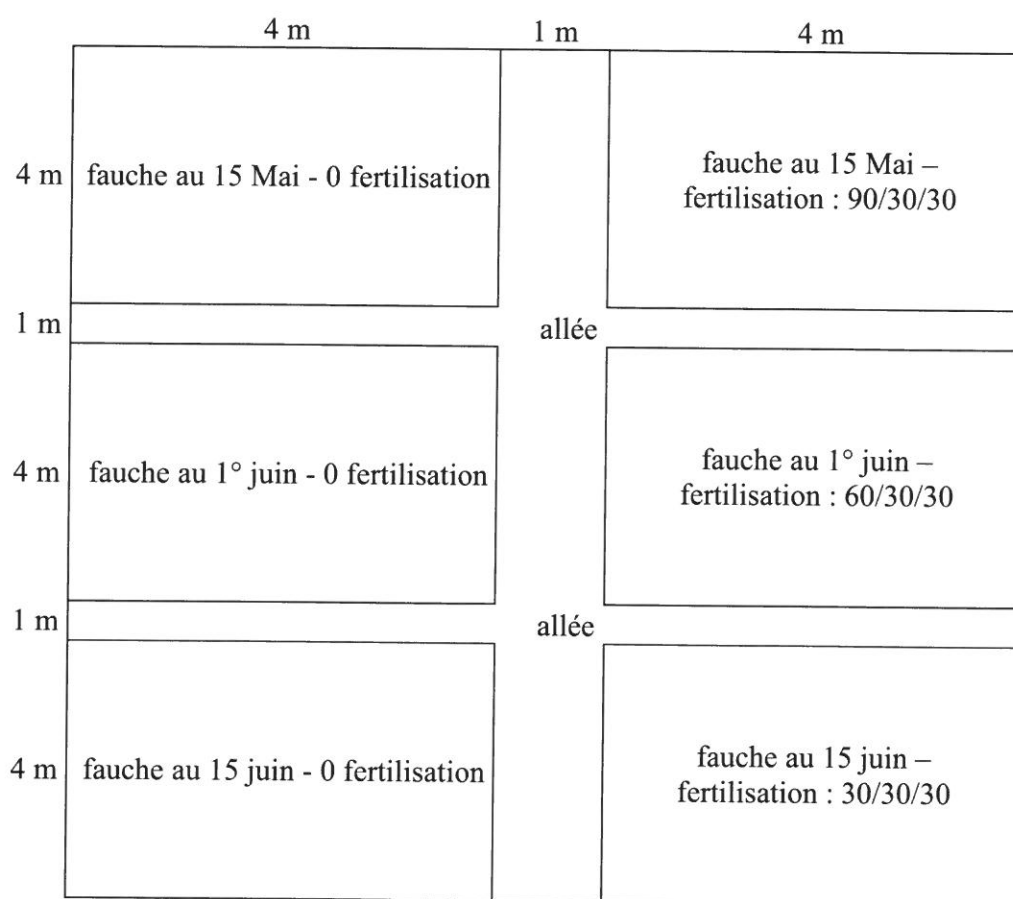 4 m 1 m 4 m
4 m
fauche au 15 Mai - 0 fertilisation
fauche au 15 Mai –
fertilisation : 90/30/30
1 m
allée
4 m
fauche au 1° juin - 0 fertilisation
fauche au 1° juin –
fertilisation : 60/30/30
1 m
allée
4 m
fauche au 15 juin - 0 fertilisation
fauche au 15 juin –
fertilisation : 30/30/30